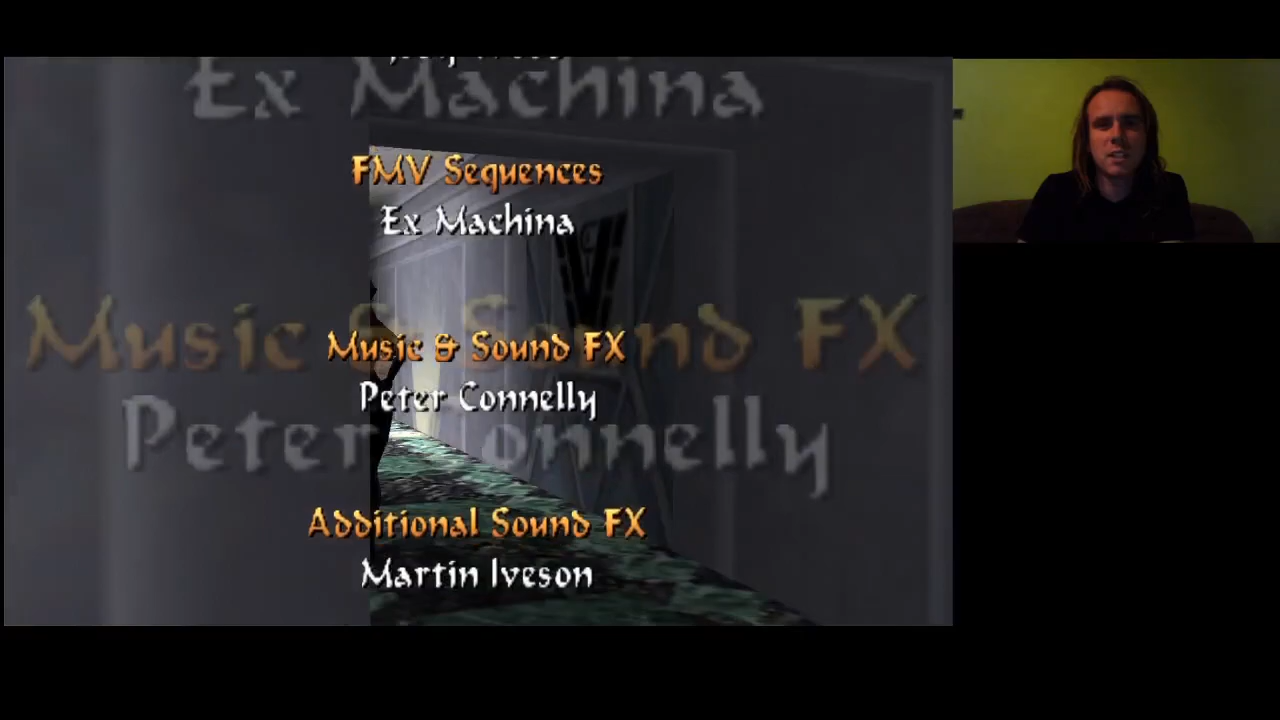 Ex Machina
FMV Sequences
Ex Machina
Music & Sound FX
Music & Sound FX
Peter Connelly
Peter Connelly
Additional Sound FX
Martin Iveson